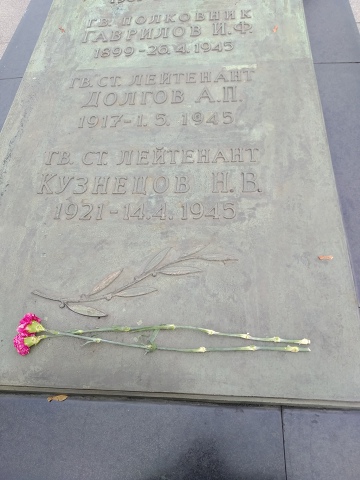 ГВ. ПОЛКОВНИК
ГАВРИЛОВ И.Ф.
1899-26.4.1945
ГВ. СТ. ЛЕЙТЕНАНТ
ДОЛГОВ А.П.
1917-1.5.1945
ГВ. СТ. ЛЕЙТЕНАНТ
КУЗНЕЦОВ Н.В.
1921-14.4.1945